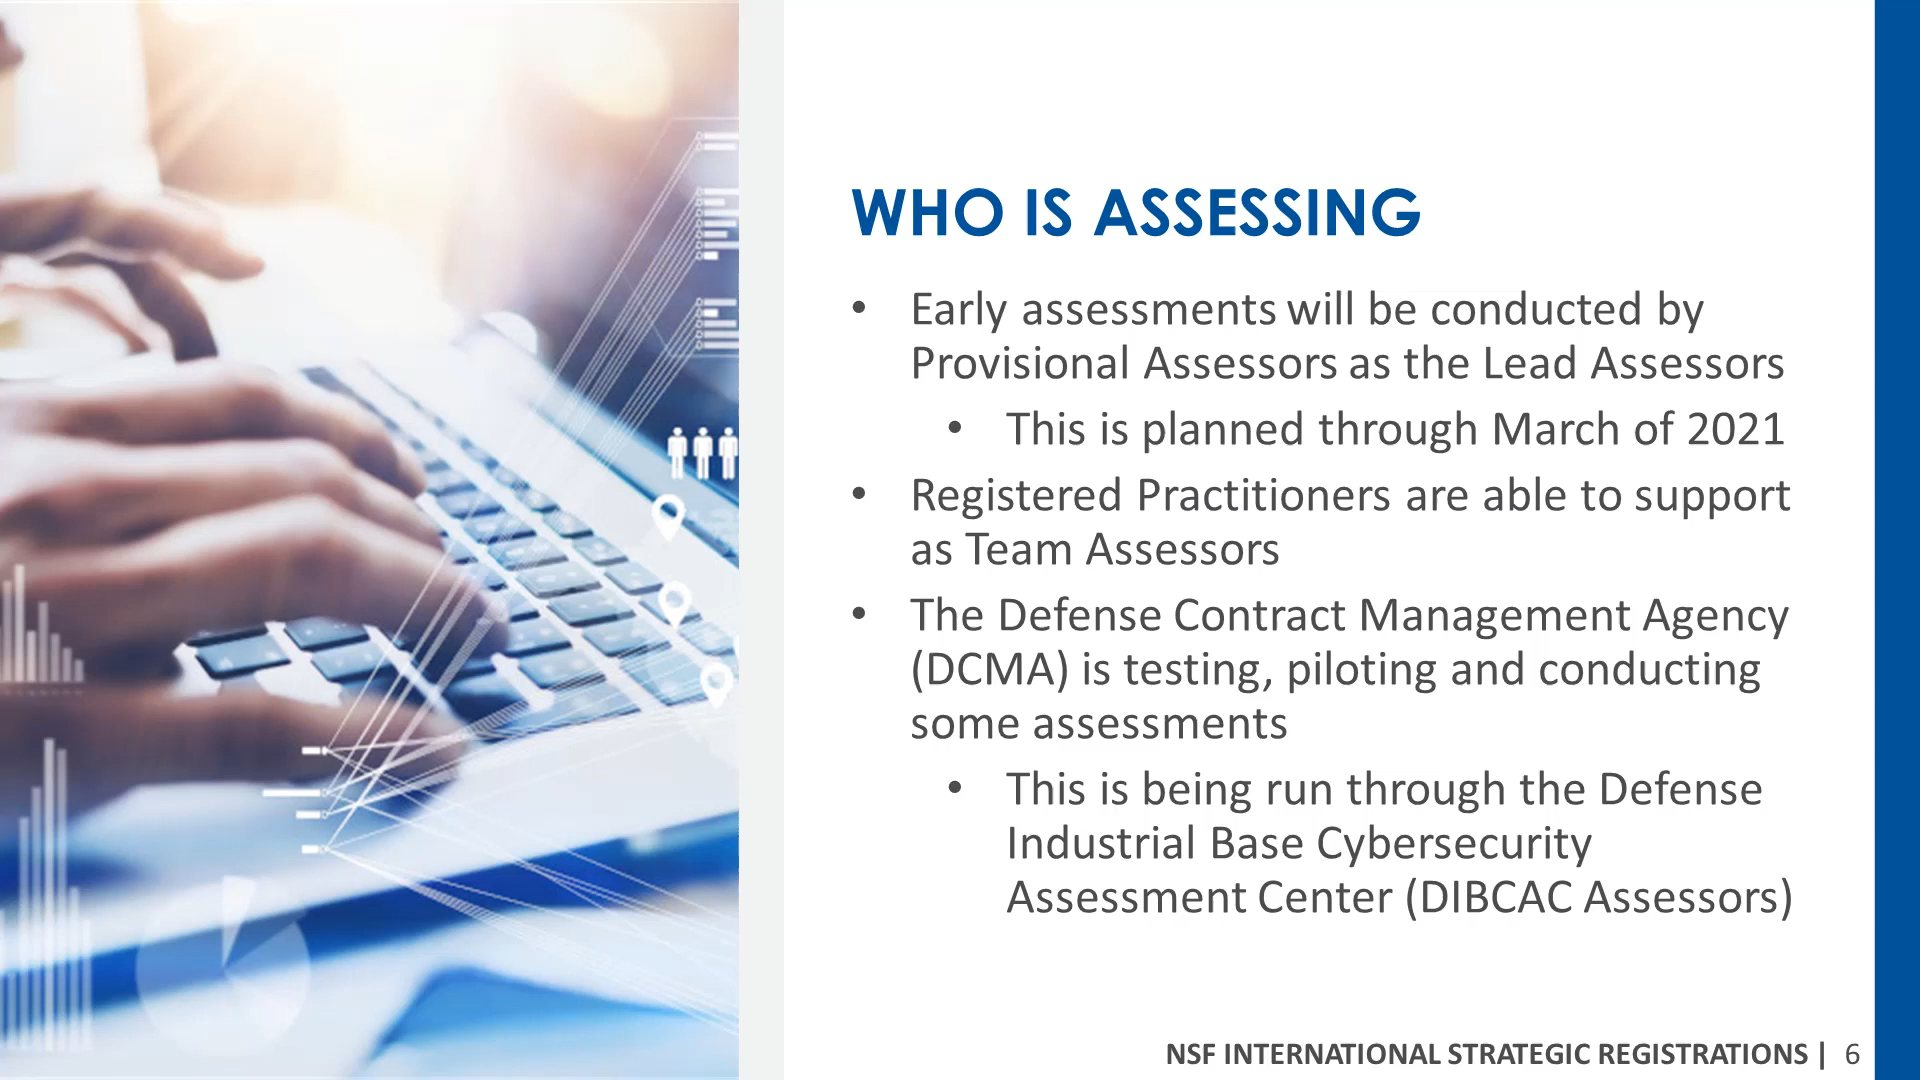 WHO IS ASSESSING
• Early assessments will be conducted by
Provisional Assessors as the Lead Assessors
• This is planned through March of 2021
• Registered Practitioners are able to support
as Team Assessors
• The Defense Contract Management Agency
(DCMA) is testing, piloting and conducting
some assessments
• This is being run through the Defense
Industrial Base Cybersecurity
Assessment Center (DIBCAC Assessors)
NSF INTERNATIONAL STRATEGIC REGISTRATIONS | 6